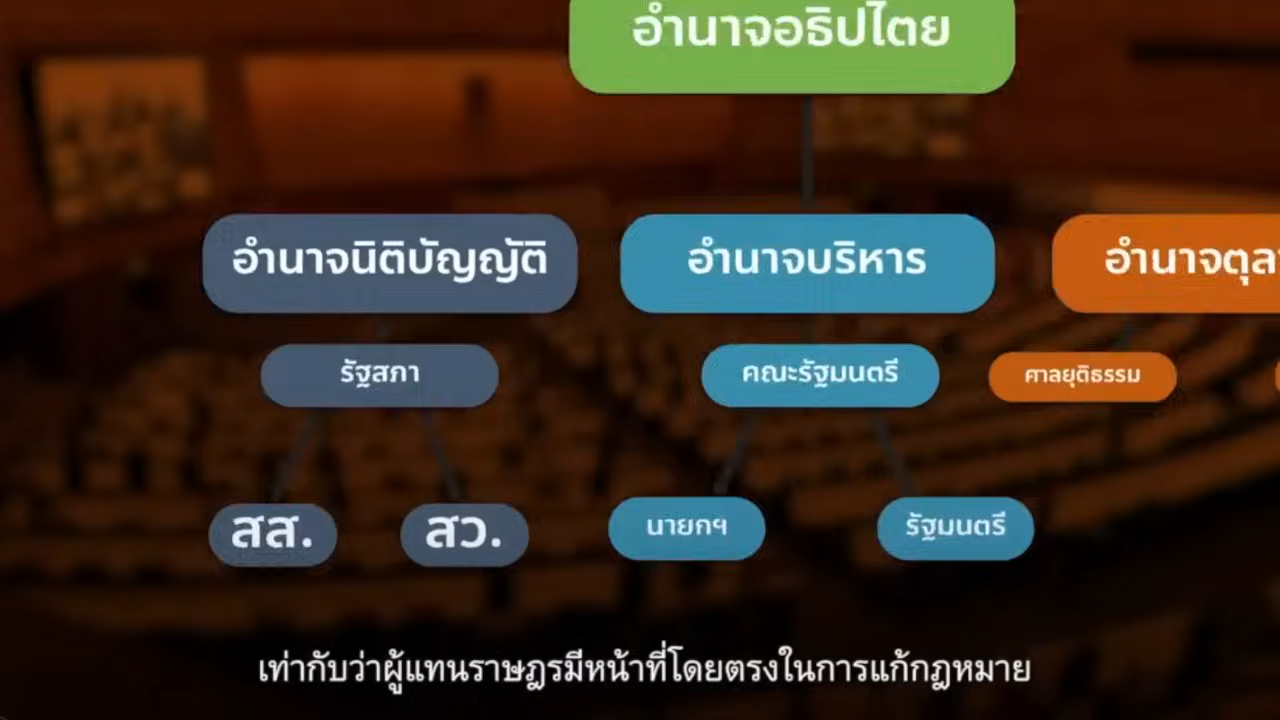 อำนาจอธิปไตย
อำนาจนิติบัญญัติ
อำนาจบริหาร
รัฐสภา
คณะรัฐมนตรี
ศาลยุติธรรม
สส.
สว.
นายกฯ
รัฐมนตรี
เท่ากับว่าผู้แทนราษฎรมีหน้าที่โดยตรงในการแก้กฎหมาย